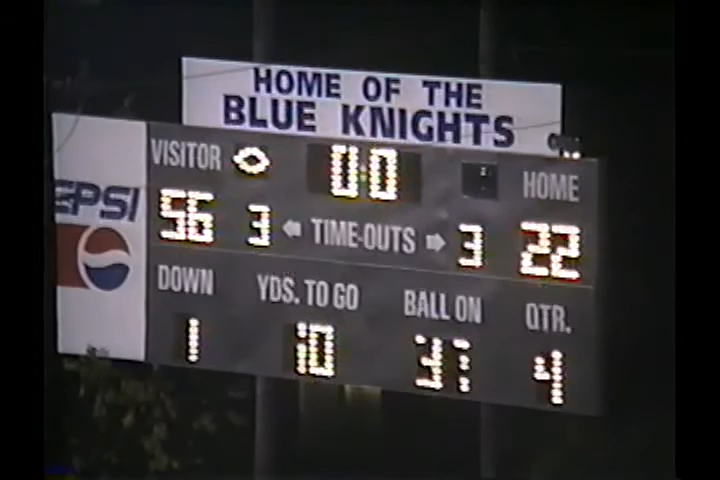 HOME OF THE
BLUE KNIGHTS
EPSI
VISITOR 0:0 HOME
56 3 ← TIME-OUTS → 3 22
DOWN YDS. TO GO BALL ON QTR.
1 10 37 4